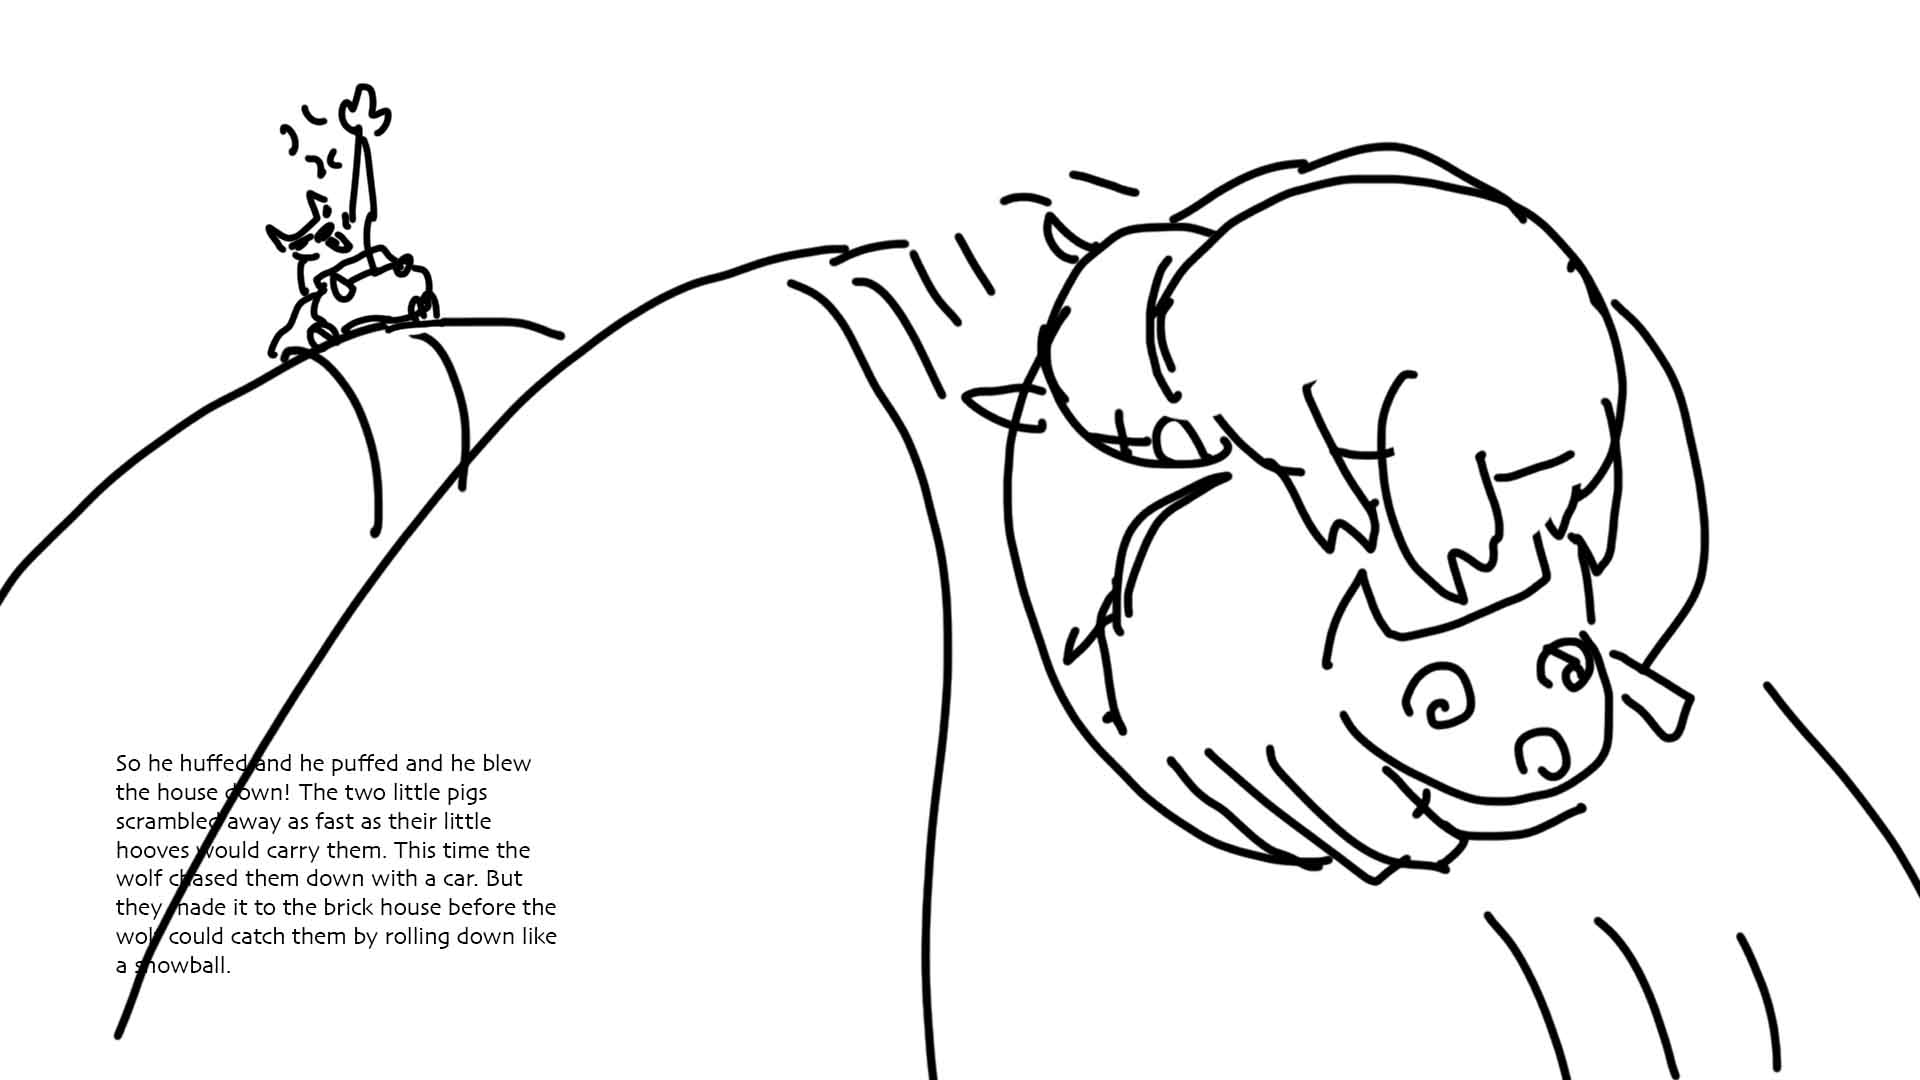 So he huffed and he puffed and he blew
the house down! The two little pigs
scrambled away as fast as their little
hooves would carry them. This time the
wolf chased them down with a car. But
they made it to the brick house before the
wolf could catch them by rolling down like
a snowball.